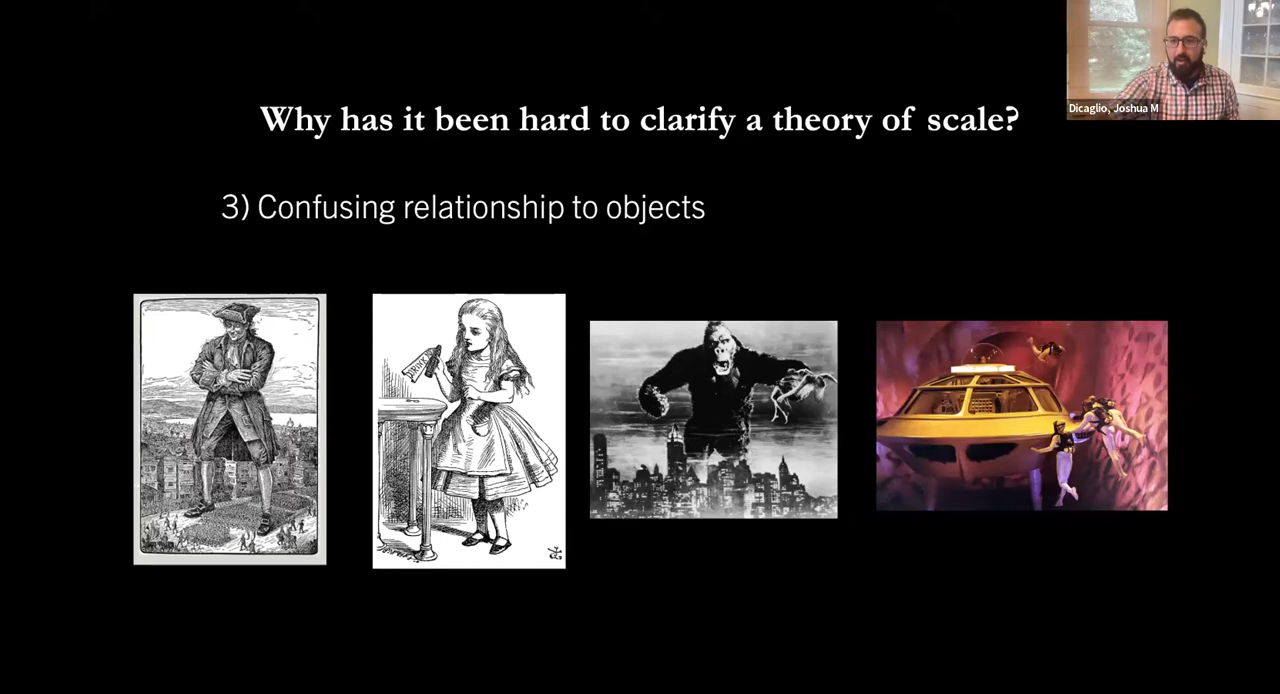 Why has it been hard to clarify a theory of scale?
3) Confusing relationship to objects
Dicaglio, Joshua M